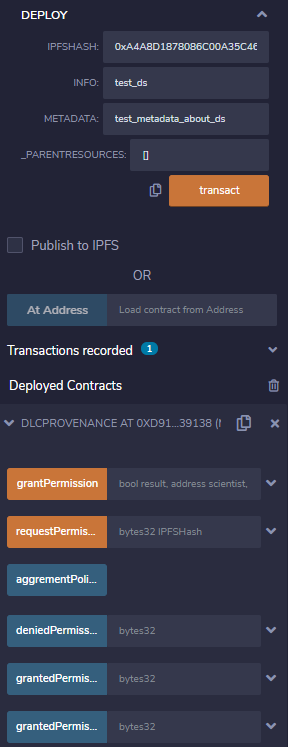 DEPLOY
IPFSHASH: 0xA4A8D1878086C00A35C46
INFO: test_ds
METADATA: test_metadata_about_ds
_PARENTRESOURCES: []
transact
Publish to IPFS
OR
At Address Load contract from Address
Transactions recorded 1
Deployed Contracts
DLCPROVENANCE AT 0XD91...39138 (
grantPermission bool result, address scientist,
requestPermis... bytes32 IPFSHash
aggrementPoli...
deniedPermiss... bytes32
grantedPermis... bytes32
grantedPermis... bytes32